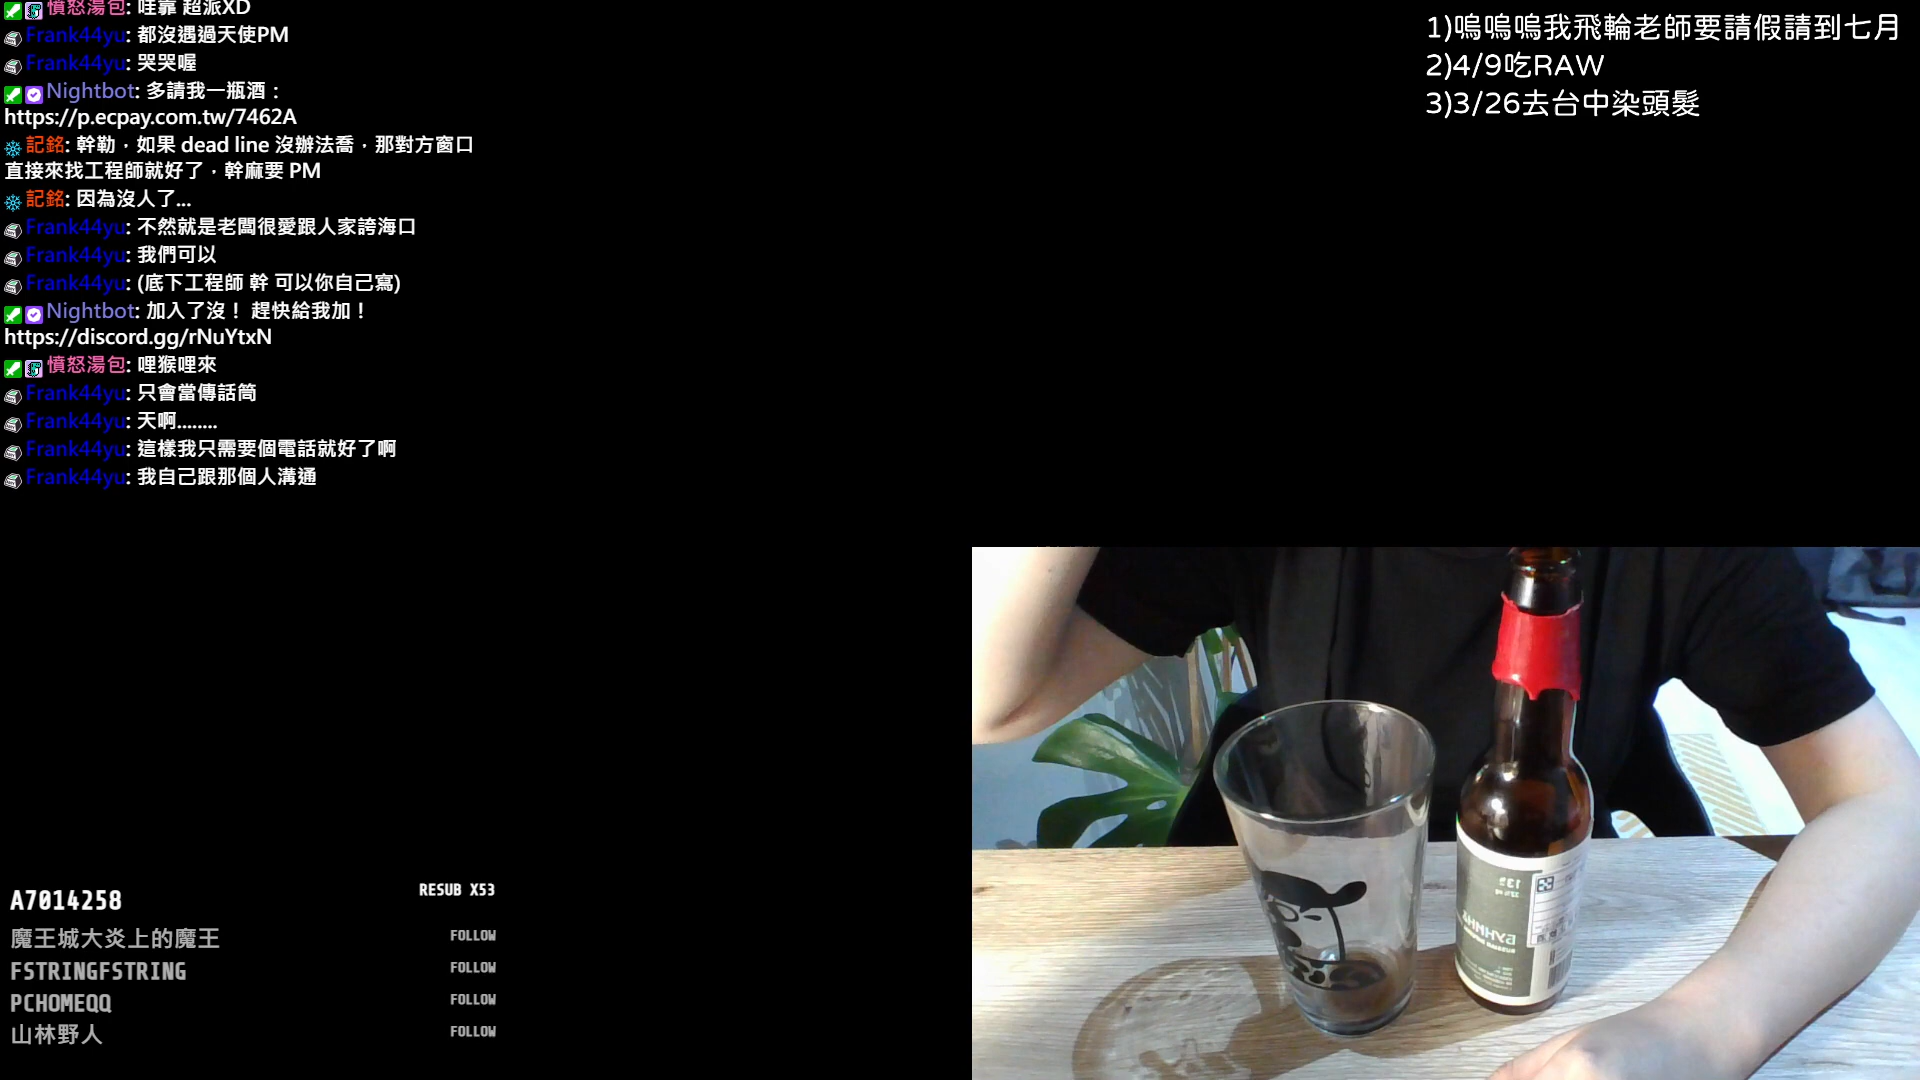 憤怒湯包: 哇靠 超派XD
Frank44yu: 都沒遇過天使PM
Frank44yu: 哭哭喔
Nightbot: 多請我一瓶酒：
https://p.ecpay.com.tw/7462A
記銘: 幹勒，如果 dead line 沒辦法喬，那對方窗口
直接來找工程師就好了，幹麻要 PM
記銘: 因為沒人了...
Frank44yu: 不然就是老闆很愛跟人家誇海口
Frank44yu: 我們可以
Frank44yu: (底下工程師 幹 可以你自己寫)
Nightbot: 加入了沒！ 趕快給我加！
https://discord.gg/rNuYtxN
憤怒湯包: 哩猴哩來
Frank44yu: 只會當傳話筒
Frank44yu: 天啊........
Frank44yu: 這樣我只需要個電話就好了啊
Frank44yu: 我自己跟那個人溝通
1)嗚嗚嗚我飛輪老師要請假請到七月
2)4/9吃RAW
3)3/26去台中染頭髮
A7014258 RESUB X53
魔王城大炎上的魔王 FOLLOW
FSTRINGFSTRING FOLLOW
PCHOMEQQ FOLLOW
山林野人 FOLLOW